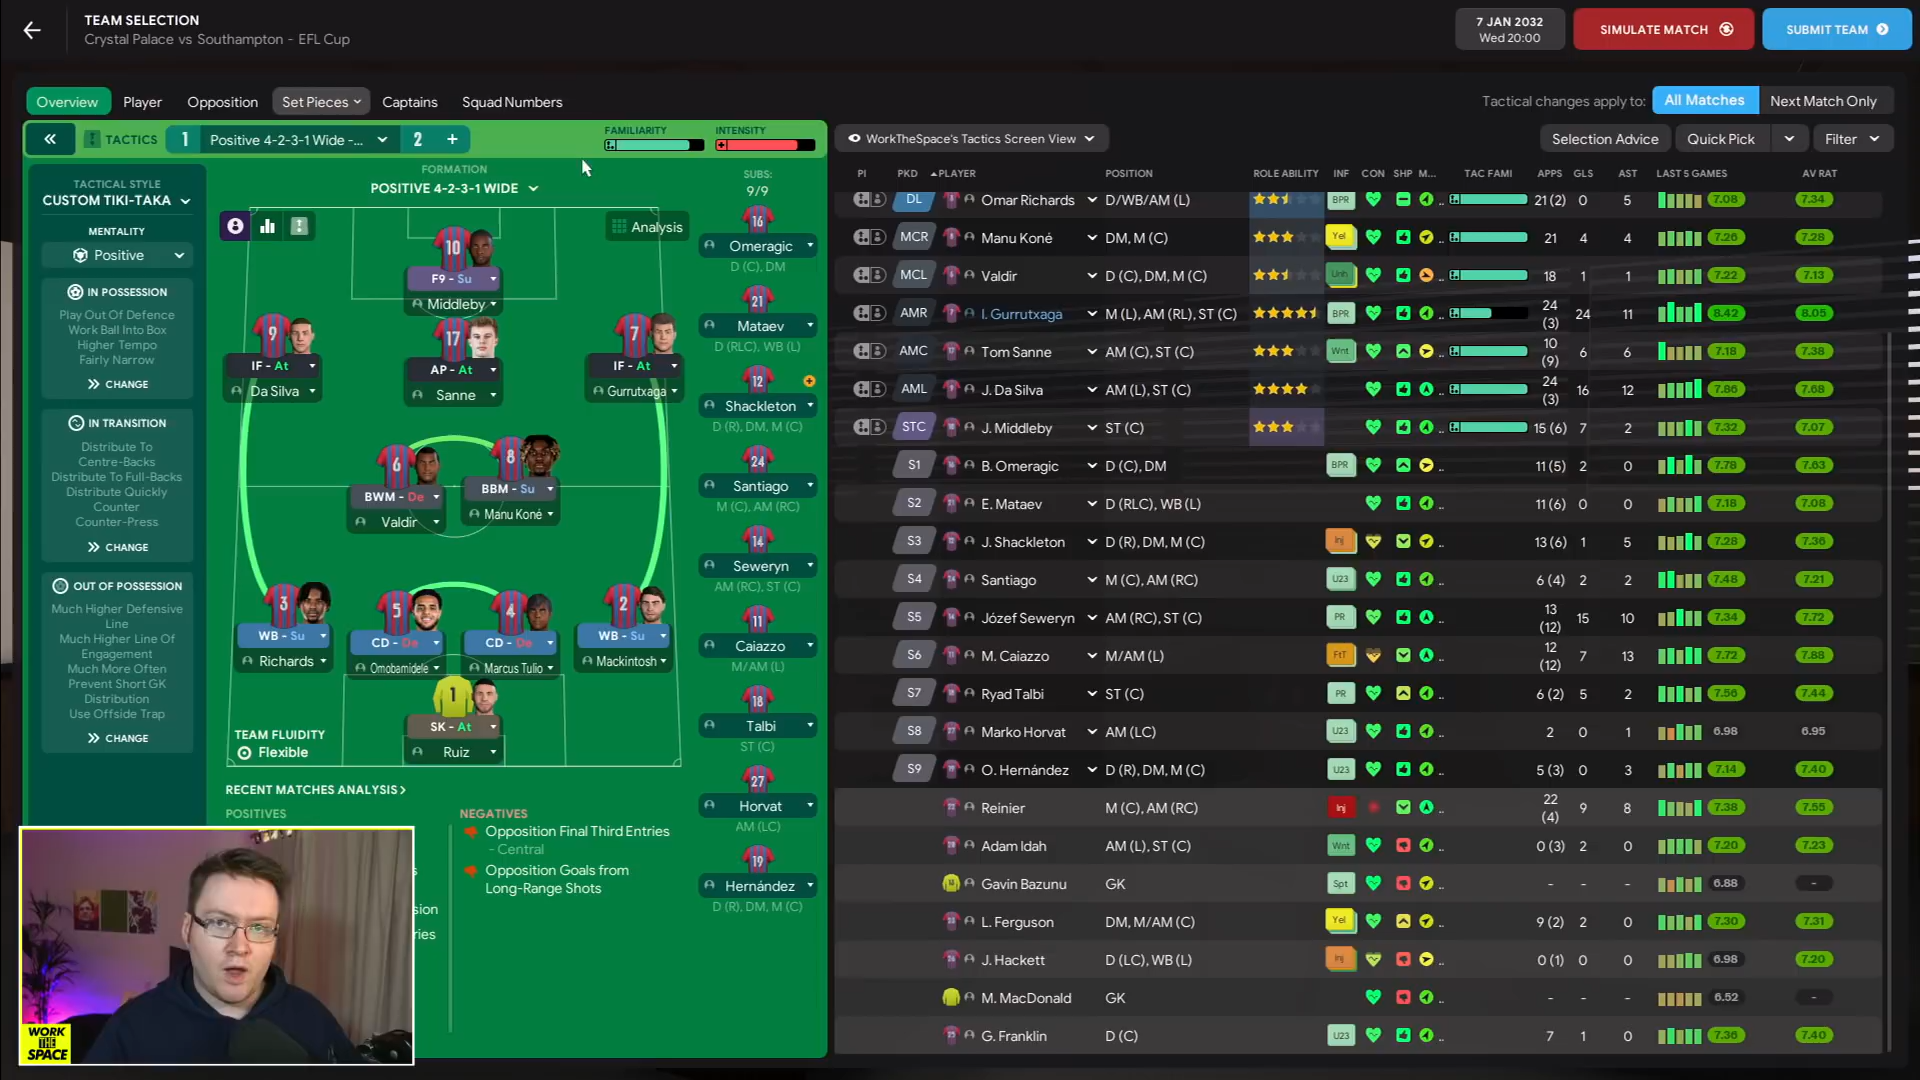 TEAM SELECTION
Crystal Palace vs Southampton - EFL Cup
7 JAN 2032
Wed 20:00
SIMULATE MATCH
SUBMIT TEAM
Overview Player Opposition Set Pieces Captains Squad Numbers
Tactical changes apply to: All Matches Next Match Only
TACTICS 1 Positive 4-2-3-1 Wide -... 2 +
FAMILIARITY
INTENSITY
WorkTheSpace's Tactics Screen View
Selection Advice Quick Pick Filter
TACTICAL STYLE
CUSTOM TIKI-TAKA
MENTALITY
Positive
IN POSSESSION
Play Out Of Defence
Work Ball Into Box
Higher Tempo
Fairly Narrow
CHANGE
IN TRANSITION
Distribute To
Centre-Backs
Distribute To Full-Backs
Distribute Quickly
Counter
Counter-Press
CHANGE
OUT OF POSSESSION
Much Higher Defensive
Line
Much Higher Line Of
Engagement
Much More Often
Prevent Short GK
Distribution
Use Offside Trap
CHANGE
FORMATION
POSITIVE 4-2-3-1 WIDE
Analysis
10
F9 - Su
Middleby
9
IF - At
Da Silva
17
AP - At
Sanne
7
IF - At
Gurrutxaga
6
BWM - De
Valdir
8
BBM - Su
Manu Koné
3
WB - Su
Richards
5
CD - De
Omobamidele
4
CD - De
Marcus Tulio
2
WB - Su
Mackintosh
1
SK - At
Ruiz
TEAM FLUIDITY
Flexible
SUBS:
9/9
16
Omeragic
D (C), DM
21
Mataev
D (RLC), WB (L)
12
Shackleton
D (R), DM, M (C)
24
Santiago
M (C), AM (RC)
14
Seweryn
AM (RC), ST (C)
11
Caiazzo
M/AM (L)
18
Talbi
ST (C)
27
Horvat
AM (LC)
19
Hernández
D (R), DM, M (C)
RECENT MATCHES ANALYSIS
POSITIVES
sion
ries
NEGATIVES
Opposition Final Third Entries
- Central
Opposition Goals from
Long-Range Shots
WORK
THE
SPACE
PI PKD PLAYER POSITION ROLE ABILITY INF CON SHP M... TAC FAMI APPS GLS AST LAST 5 GAMES AV RAT
DL Omar Richards D/WB/AM (L) BPR .. 21 (2) 0 5 7.08 7.34
MCR Manu Koné DM, M (C) Yel .. 21 4 4 7.26 7.28
MCL Valdir D (C), DM, M (C) Unh .. 18 1 1 7.22 7.13
AMR I. Gurrutxaga M (L), AM (RL), ST (C) BPR .. 24 (3) 24 11 8.42 8.05
AMC Tom Sanne AM (C), ST (C) Wnt .. 10 (9) 6 6 7.18 7.38
AML J. Da Silva AM (L), ST (C) .. 24 (3) 16 12 7.86 7.68
STC J. Middleby ST (C) .. 15 (6) 7 2 7.32 7.07
S1 B. Omeragic D (C), DM BPR .. 11 (5) 2 0 7.78 7.63
S2 E. Mataev D (RLC), WB (L) .. 11 (6) 0 0 7.18 7.08
S3 J. Shackleton D (R), DM, M (C) Inj .. 13 (6) 1 5 7.28 7.36
S4 Santiago M (C), AM (RC) U23 .. 6 (4) 2 2 7.48 7.21
S5 Józef Seweryn AM (RC), ST (C) PR .. 13 (12) 15 10 7.34 7.72
S6 M. Caiazzo M/AM (L) FtT .. 12 (12) 7 13 7.72 7.88
S7 Ryad Talbi ST (C) PR .. 6 (2) 5 2 7.56 7.44
S8 Marko Horvat AM (LC) U23 .. 2 0 1 6.98 6.95
S9 O. Hernández D (R), DM, M (C) U23 .. 5 (3) 0 3 7.14 7.40
Reinier M (C), AM (RC) Inj .. 22 (4) 9 8 7.38 7.55
Adam Idah AM (L), ST (C) Wnt .. 0 (3) 2 0 7.20 7.23
Gavin Bazunu GK Spt .. - - - 6.88 -
L. Ferguson DM, M/AM (C) Yel .. 9 (2) 2 0 7.30 7.31
J. Hackett D (LC), WB (L) Inj .. 0 (1) 0 0 6.98 7.20
M. MacDonald GK .. - - - 6.52 -
G. Franklin D (C) U23 .. 7 1 0 7.36 7.40